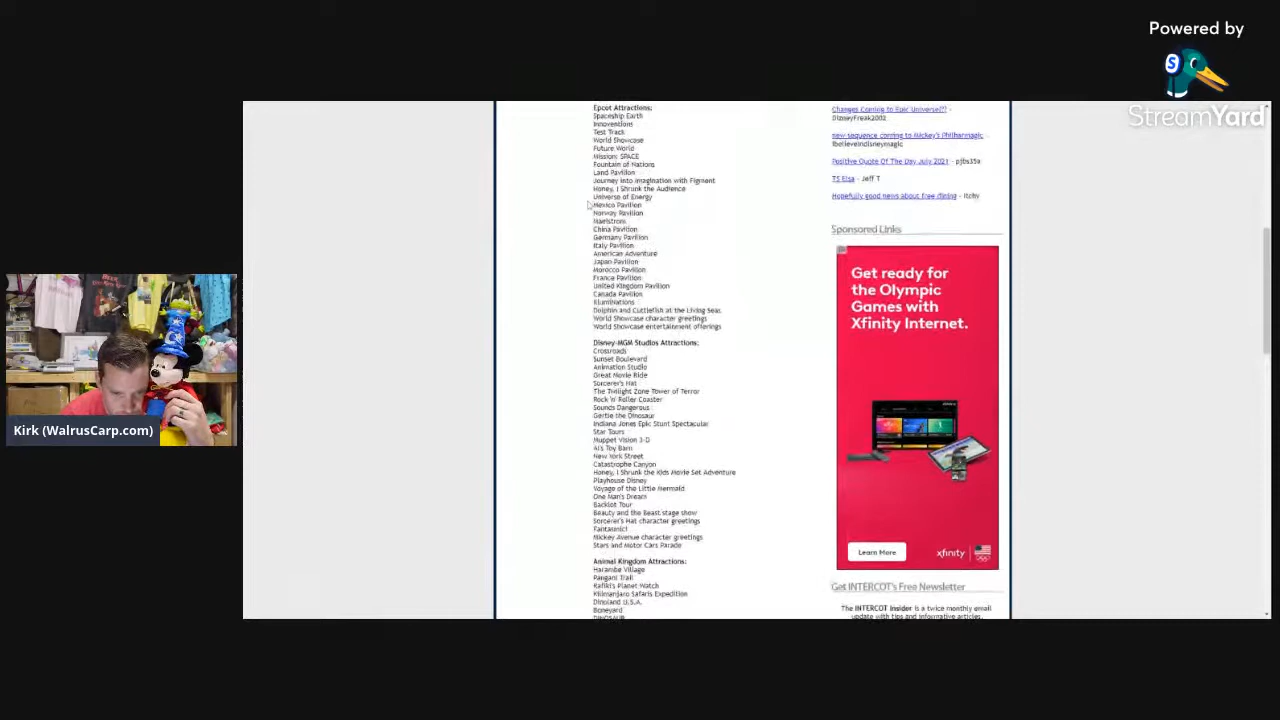 Powered by
S
StreamYard
Kirk (WalrusCarp.com)
Epcot Attractions:
Spaceship Earth
Innoventions
Test Track
World Showcase
Future World
Mission: SPACE
Fountain of Nations
Land Pavilion
Journey into Imagination with Figment
Honey, I Shrunk the Audience
Universe of Energy
Mexico Pavilion
Norway Pavilion
Maelstrom
China Pavilion
Germany Pavilion
Italy Pavilion
American Adventure
Japan Pavilion
Morocco Pavilion
France Pavilion
United Kingdom Pavilion
Canada Pavilion
Illuminations
Dolphin and Cuttlefish at the Living Seas
World Showcase character greetings
World Showcase entertainment offerings
Disney-MGM Studios Attractions:
Crossroads
Sunset Boulevard
Animation Studio
Great Movie Ride
Sorcerer's Hat
The Twilight Zone Tower of Terror
Rock 'n' Roller Coaster
Sounds Dangerous
Gertie the Dinosaur
Indiana Jones Epic Stunt Spectacular
Star Tours
Muppet Vision 3-D
Al's Toy Barn
New York Street
Catastrophe Canyon
Honey, I Shrunk the Kids Movie Set Adventure
Playhouse Disney
Voyage of the Little Mermaid
One Man's Dream
Backlot Tour
Beauty and the Beast stage show
Sorcerer's Hat character greetings
Fantasmic!
Mickey Avenue character greetings
Stars and Motor Cars Parade
Animal Kingdom Attractions:
Harambe Village
Pangani Trail
Rafiki's Planet Watch
Kilimanjaro Safaris Expedition
Dinoland U.S.A.
Boneyard
DINOSAUR
Changes Coming to Epic Universe!!? -
DizneyFreak2002
new sequence coming to Mickey's Philharmagic -
Ibelieveindisneymagic
Positive Quote Of The Day July 2021 - pjbs35a
TS Elsa - Jeff T
Hopefully good news about free dining - Itchy
Sponsored Links
Get ready for
the Olympic
Games with
Xfinity Internet.
Learn More
xfinity
Get INTERCOT's Free Newsletter
The INTERCOT Insider is a twice monthly email
update with tips and informative articles.